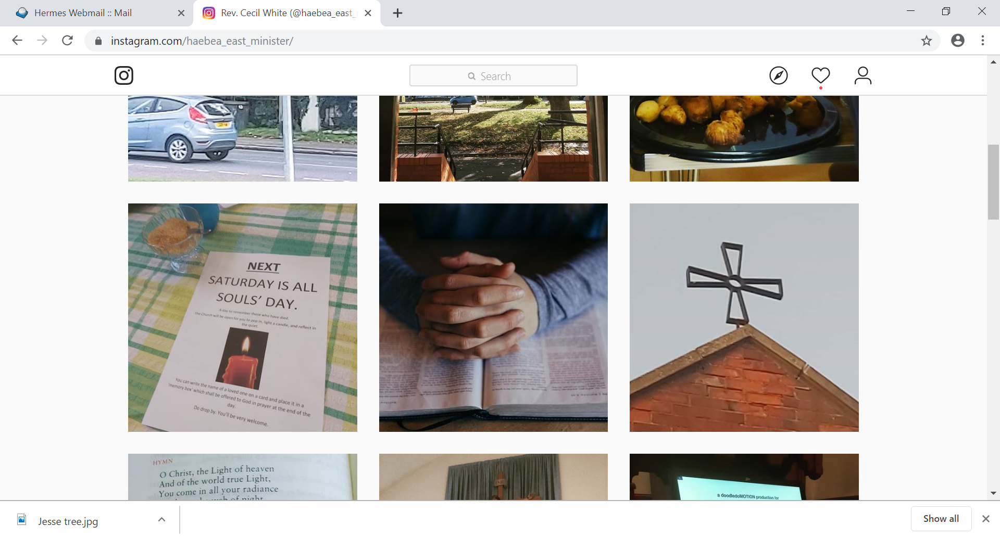 Hermes Webmail :: Mail
Rev. Cecil White (@haebea_east_
instagram.com/haebea_east_minister/
Search
NEXT
SATURDAY IS ALL
SOULS' DAY.
A day to remember those who have died.
The Church will be open for you to pop in, light a candle, and reflect in
the quiet.
You can write the name of a loved one on a card and place it in a
'memory box' which shall be offered to God in prayer at the end of the
day.
Do drop by. You'll be very welcome.
HYMN
O Christ, the Light of heaven
And of the world true Light,
You come in all your radiance
web of night
INRI
a doodledoMOTION production for
Jesse tree.jpg
Show all